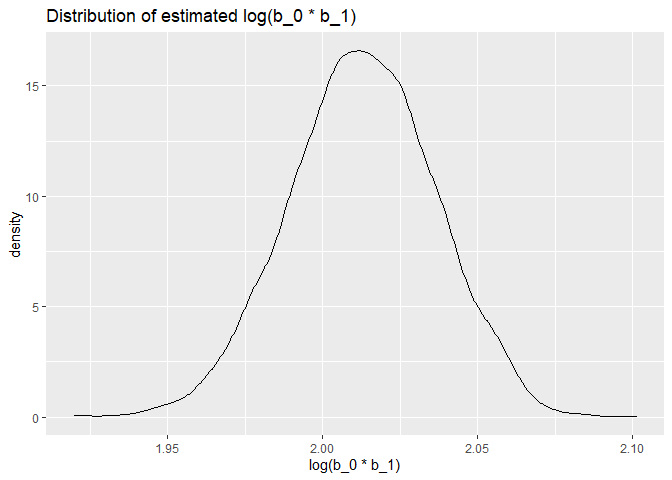 Distribution of estimated log(b_0 * b_1)
15
10
5
0
density
1.95
2.00
2.05
2.10
log(b_0 * b_1)